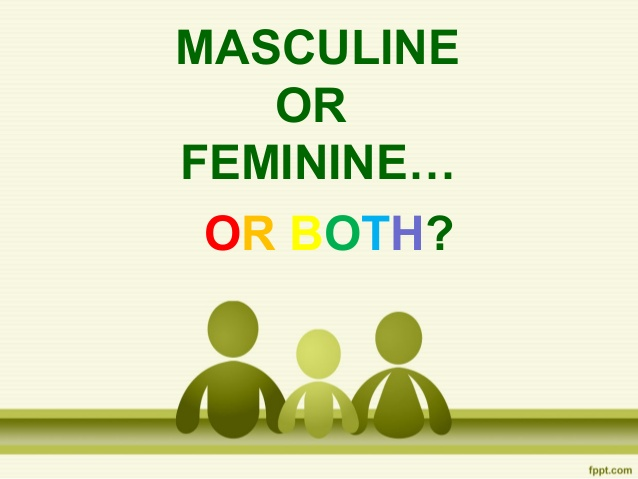 MASCULINE
OR
FEMININE…
OR BOTH?
fppt.com